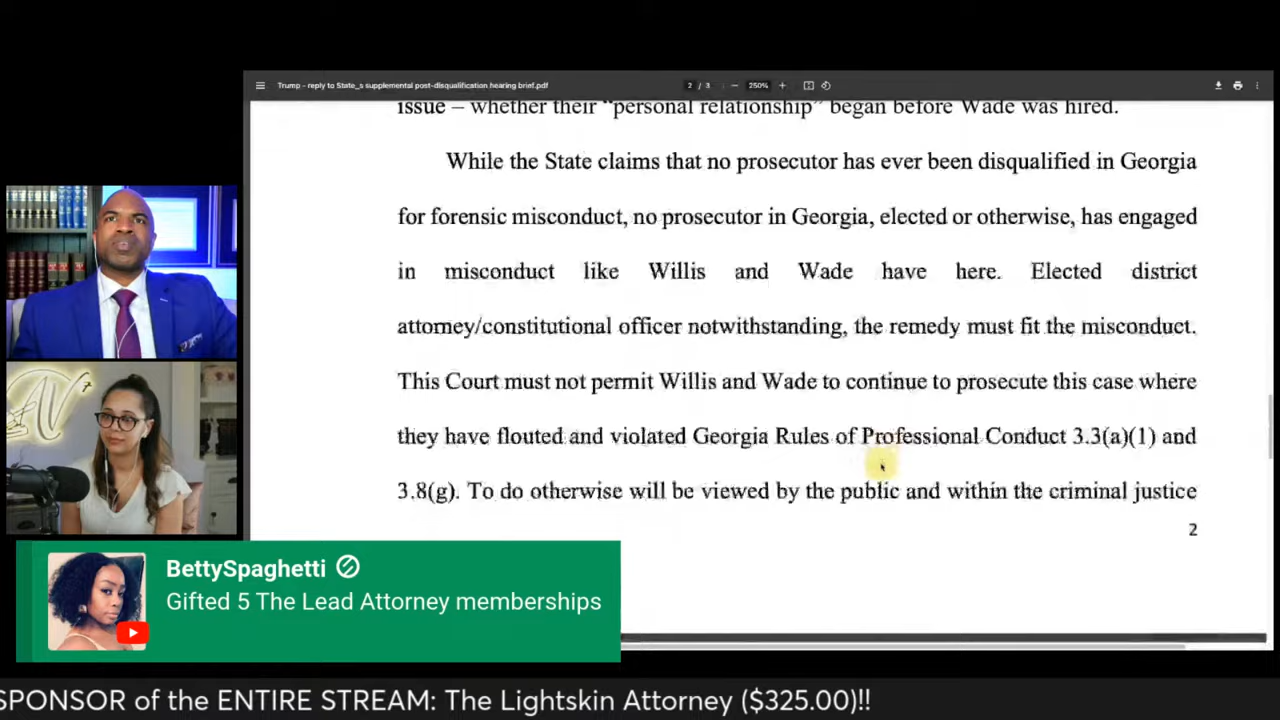 Trump - reply to State_s supplemental post-disqualification hearing brief.pdf
2 / 3
250%
issue – whether their “personal relationship” began before Wade was hired.
While the State claims that no prosecutor has ever been disqualified in Georgia
for forensic misconduct, no prosecutor in Georgia, elected or otherwise, has engaged
in misconduct like Willis and Wade have here. Elected district
attorney/constitutional officer notwithstanding, the remedy must fit the misconduct.
This Court must not permit Willis and Wade to continue to prosecute this case where
they have flouted and violated Georgia Rules of Professional Conduct 3.3(a)(1) and
3.8(g). To do otherwise will be viewed by the public and within the criminal justice
2
BettySpaghetti
Gifted 5 The Lead Attorney memberships
SPONSOR of the ENTIRE STREAM: The Lightskin Attorney ($325.00)!!